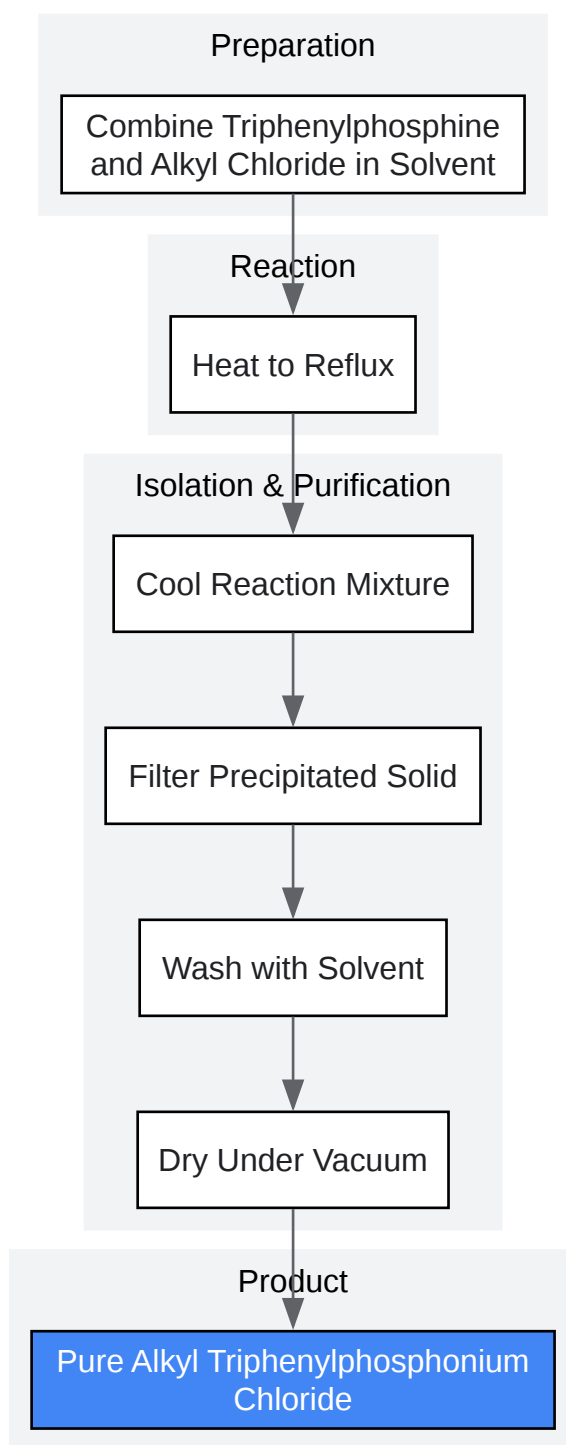 Preparation
Combine Triphenylphosphine
and Alkyl Chloride in Solvent
Reaction
Heat to Reflux
Isolation & Purification
Cool Reaction Mixture
Filter Precipitated Solid
Wash with Solvent
Dry Under Vacuum
Product
Pure Alkyl Triphenylphosphonium
Chloride